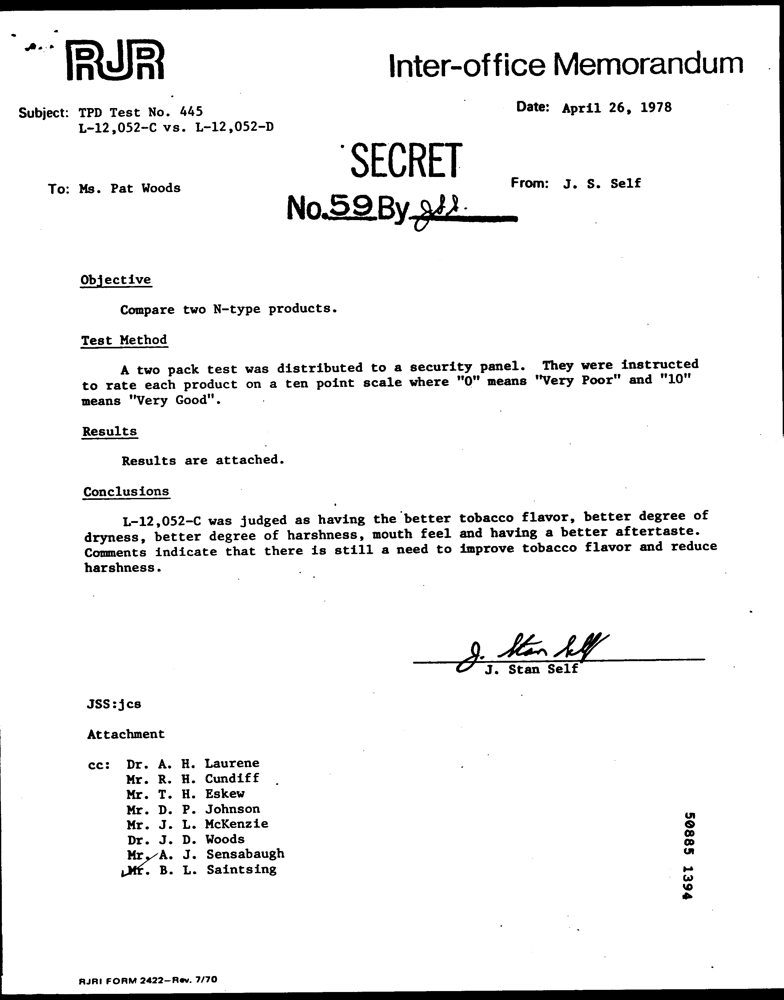 RJR
Inter-office Memorandum
Subject: TPD Test No. 445
L-12,052-C vs. L-12,052-D
Date: April 26, 1978
SECRET
To: Ms. Pat Woods
From: J. S. Self
No. 59 By JSS.
Objective
Compare two N-type products.
Test Method
A two pack test was distributed to a security panel. They were instructed
to rate each product on a ten point scale where "0" means "Very Poor" and "10"
means "Very Good".
Results
Results are attached.
Conclusions
L-12,052-C was judged as having the better tobacco flavor, better degree of
dryness, better degree of harshness, mouth feel and having a better aftertaste.
Comments indicate that there is still a need to improve tobacco flavor and reduce
harshness.
J. Stan Self
J. Stan Self
JSS:jcs
Attachment
cc: Dr. A. H. Laurene
Mr. R. H. Cundiff
Mr. T. H. Eskew
Mr. D. P. Johnson
Mr. J. L. McKenzie
Dr. J. D. Woods
Mr. A. J. Sensabaugh
Mr. B. L. Saintsing
50885 1394
RJRI FORM 2422—Rev. 7/70